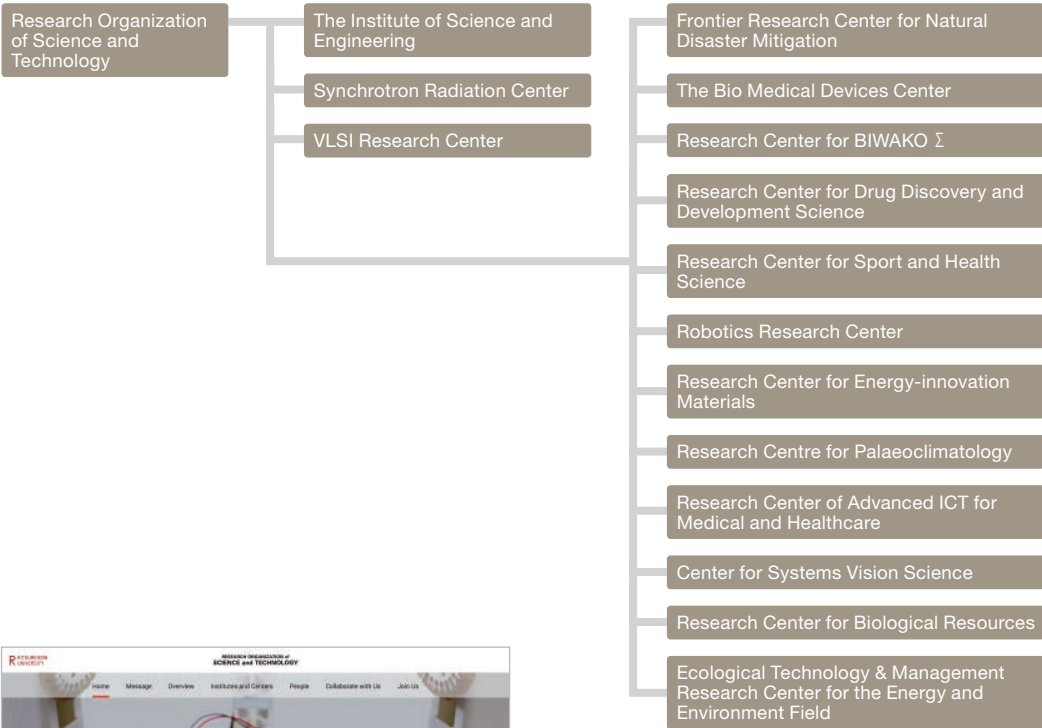 Research Organization
of Science and
Technology
The Institute of Science and
Engineering
Synchrotron Radiation Center
VLSI Research Center
Frontier Research Center for Natural
Disaster Mitigation
The Bio Medical Devices Center
Research Center for BIWAKO Σ
Research Center for Drug Discovery and
Development Science
Research Center for Sport and Health
Science
Robotics Research Center
Research Center for Energy-innovation
Materials
Research Centre for Palaeoclimatology
Research Center of Advanced ICT for
Medical and Healthcare
Center for Systems Vision Science
Research Center for Biological Resources
Ecological Technology & Management
Research Center for the Energy and
Environment Field
R RITSUMEIKAN
UNIVERSITY
RESEARCH ORGANIZATION of
SCIENCE and TECHNOLOGY
Home Message Overview Institutes and Centers People Collaborate with Us Join Us